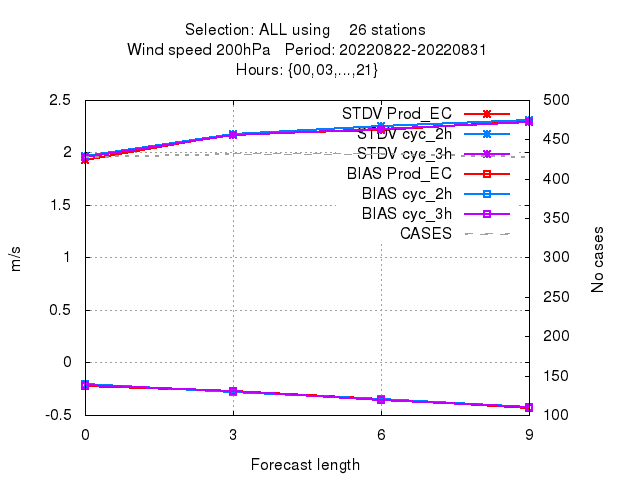 Selection: ALL using 26 stations
Wind speed 200hPa Period: 20220822-20220831
Hours: {00,03,...,21}
2.5
2
1.5
1
0.5
0
-0.5
m/s
500
450
400
350
300
250
200
150
100
No cases
STDV Prod_EC
STDV cyc_2h
STDV cyc_3h
BIAS Prod_EC
BIAS cyc_2h
BIAS cyc_3h
CASES
0 3 6 9
Forecast length